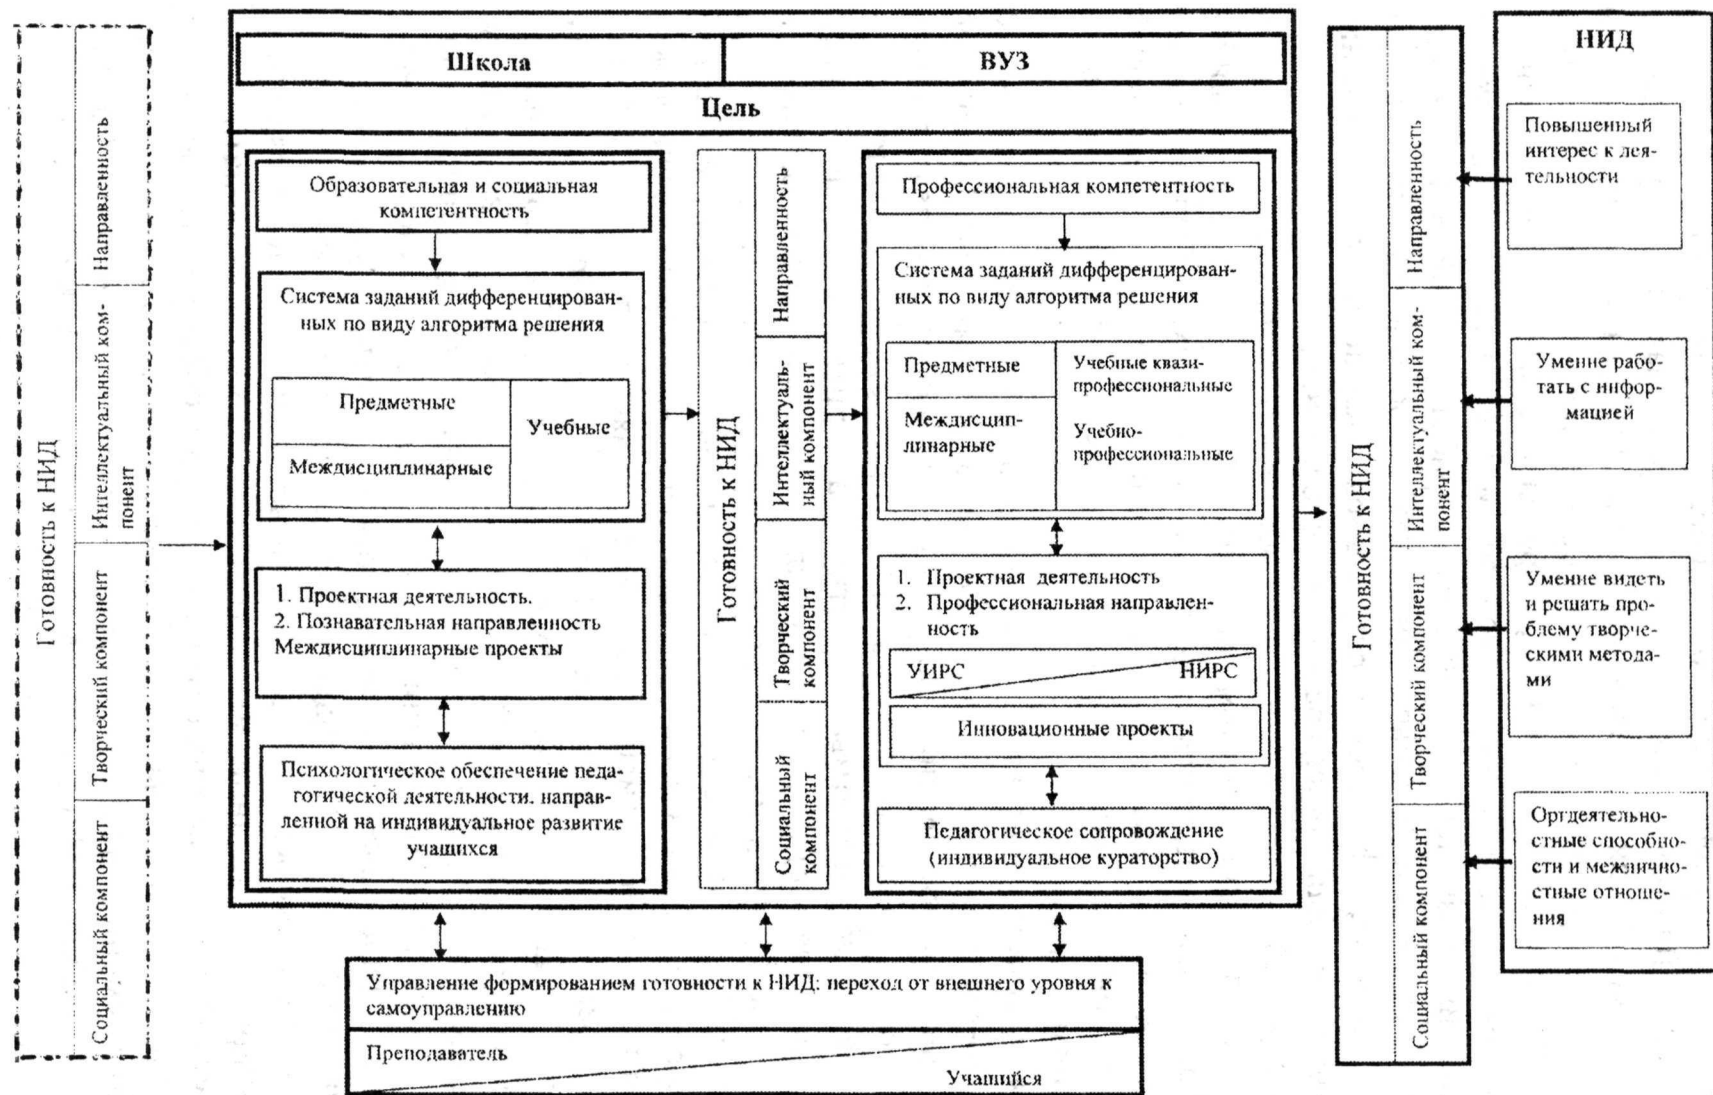 Готовность к НИД
Направленность
Интеллектуальный ком-
понент
Творческий компонент
Социальный компонент
Школа
ВУЗ
Цель
Образовательная и социальная
компетентность
Система заданий дифференцирован-
ных по виду алгоритма решения
Предметные
Междисциплинарные
Учебные
1. Проектная деятельность.
2. Познавательная направленность
Междисциплинарные проекты
Психологическое обеспечение педа-
гогической деятельности, направ-
ленной на индивидуальное развитие
учащихся
Готовность к НИД
Направленность
Интеллектуаль-
ный компонент
Творческий
компонент
Социальный
компонент
Профессиональная компетентность
Система заданий дифференцирован-
ных по виду алгоритма решения
Предметные
Междисцип-
линарные
Учебные квази-
профессиональные
Учебно-
профессиональные
1. Проектная деятельность
2. Профессиональная направлен-
ность
УИРС
НИРС
Инновационные проекты
Педагогическое сопровождение
(индивидуальное кураторство)
Управление формированием готовности к НИД: переход от внешнего уровня к
самоуправлению
Преподаватель
Учащийся
Готовность к НИД
Направленность
Интеллектуальный ком-
понент
Творческий компонент
Социальный компонент
НИД
Повышенный
интерес к дея-
тельности
Умение рабо-
тать с инфор-
мацией
Умение видеть
и решать про-
блему творче-
скими метода-
ми
Оргдеятельно-
стные способно-
сти и межлично-
стные отноше-
ния